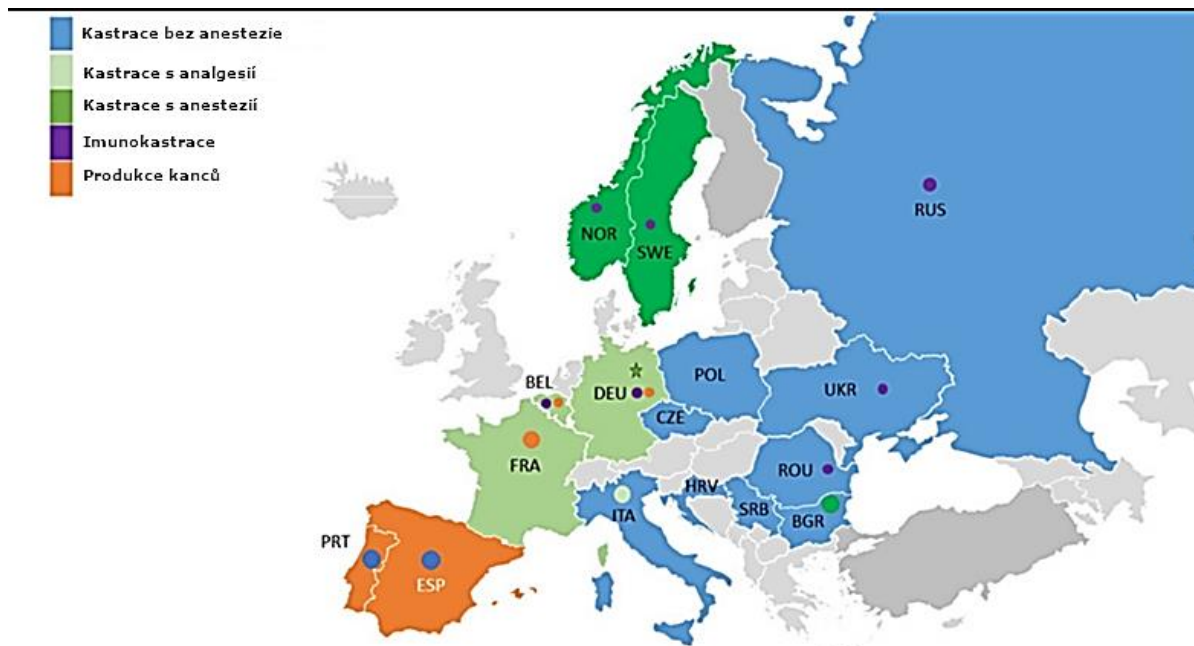 Kastrace bez anestezie
Kastrace s analgesií
Kastrace s anestezií
Imunokastrace
Produkce kanců
RUS
NOR
SWE
BEL
DEU
POL
UKR
CZE
FRA
ROU
HRV
SRB
ITA
BGR
PRT
ESP